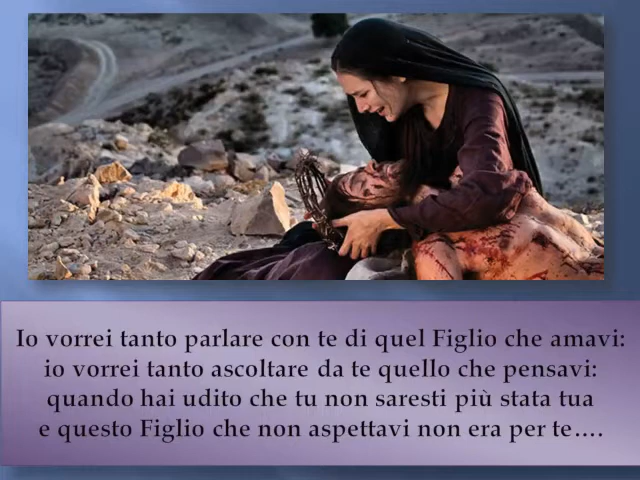 Io vorrei tanto parlare con te di quel Figlio che amavi:
io vorrei tanto ascoltare da te quello che pensavi:
quando hai udito che tu non saresti più stata tua
e questo Figlio che non aspettavi non era per te....